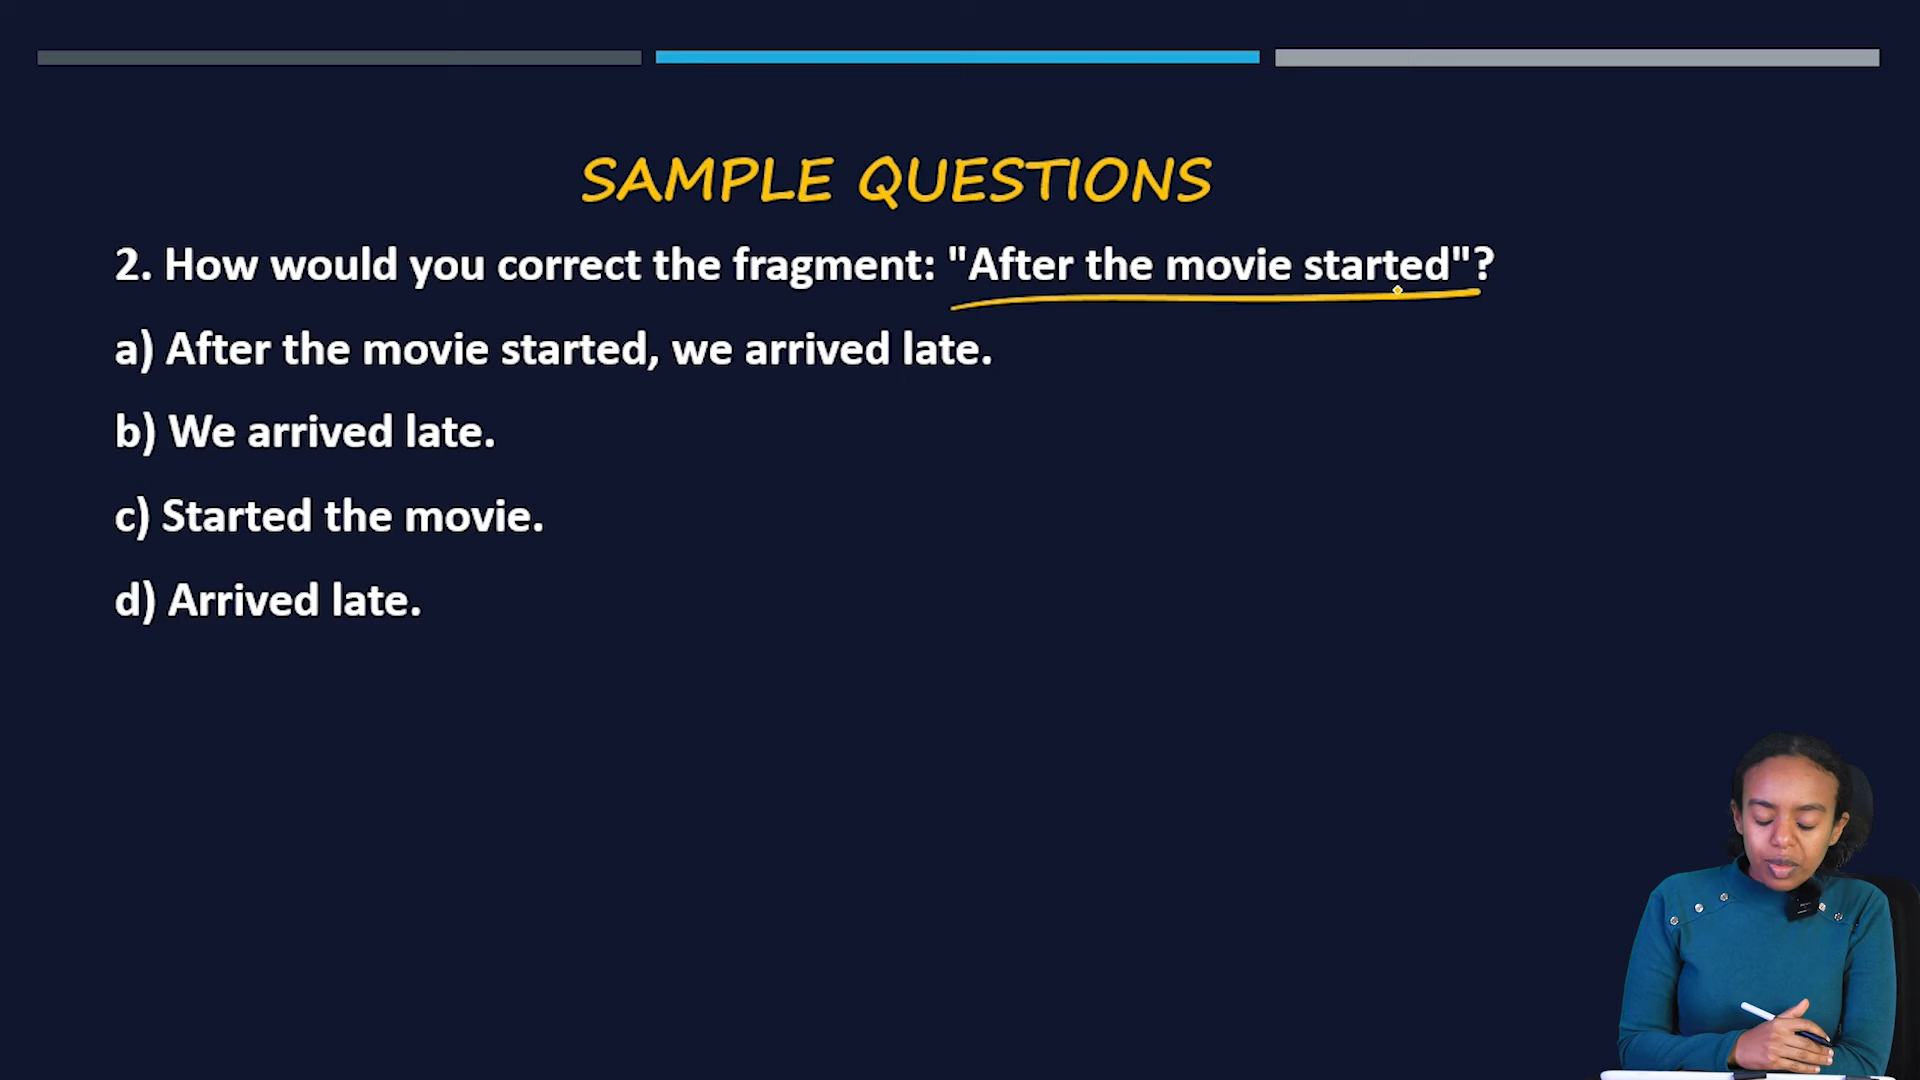 SAMPLE QUESTIONS
2. How would you correct the fragment: "After the movie started"?
a) After the movie started, we arrived late.
b) We arrived late.
c) Started the movie.
d) Arrived late.